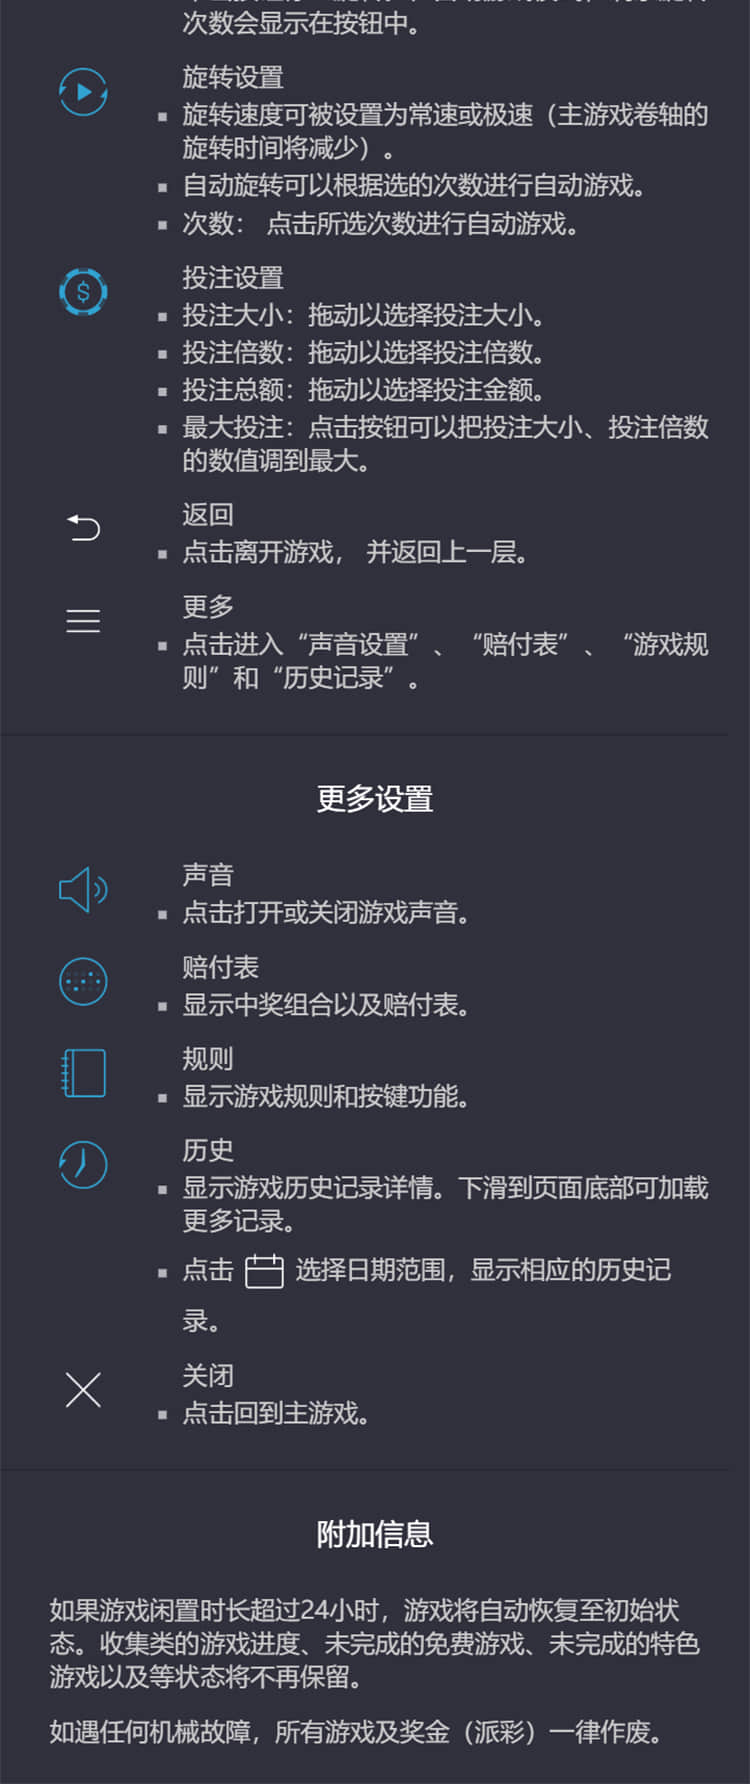 次数会显示在按钮中。
旋转设置
旋转速度可被设置为常速或极速（主游戏卷轴的
旋转时间将减少）。
自动旋转可以根据选的次数进行自动游戏。
次数： 点击所选次数进行自动游戏。
投注设置
投注大小：拖动以选择投注大小。
投注倍数：拖动以选择投注倍数。
投注总额：拖动以选择投注金额。
最大投注：点击按钮可以把投注大小、投注倍数
的数值调到最大。
返回
点击离开游戏， 并返回上一层。
更多
点击进入“声音设置”、“赔付表”、“游戏规
则”和“历史记录”。
更多设置
声音
点击打开或关闭游戏声音。
赔付表
显示中奖组合以及赔付表。
规则
显示游戏规则和按键功能。
历史
显示游戏历史记录详情。下滑到页面底部可加载
更多记录。
点击 选择日期范围，显示相应的历史记
录。
关闭
点击回到主游戏。
附加信息
如果游戏闲置时长超过24小时，游戏将自动恢复至初始状
态。收集类的游戏进度、未完成的免费游戏、未完成的特色
游戏以及等状态将不再保留。
如遇任何机械故障，所有游戏及奖金（派彩）一律作废。